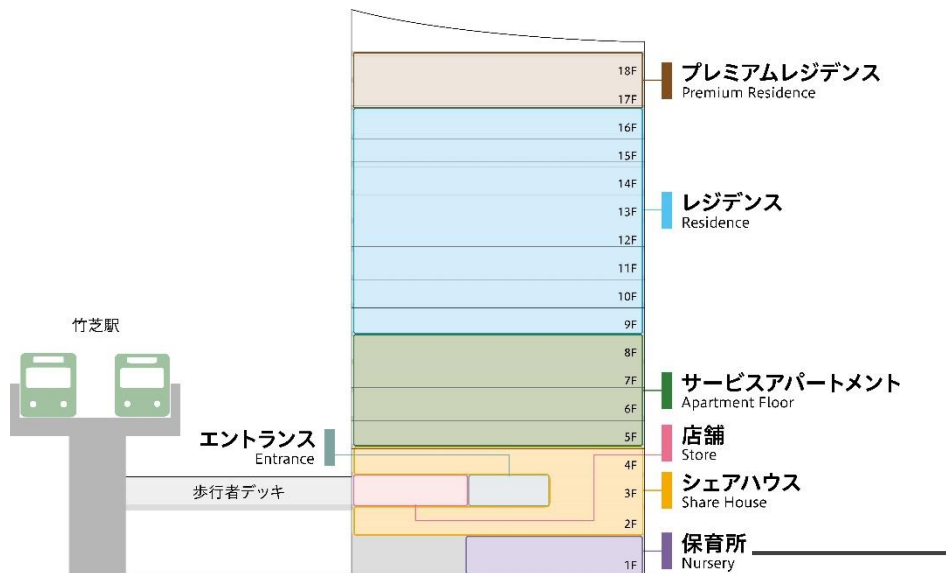 18F
プレミアムレジデンス
Premium Residence
17F
16F
15F
14F
レジデンス
Residence
13F
12F
11F
10F
9F
竹芝駅
8F
7F
サービスアパートメント
Apartment Floor
6F
5F
エントランス
Entrance
店舗
Store
4F
歩行者デッキ
3F
シェアハウス
Share House
2F
保育所
Nursery
1F